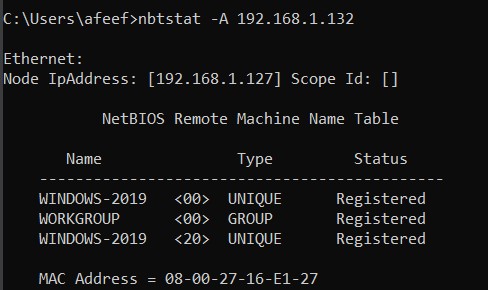 C:\Users\afeef>nbtstat -A 192.168.1.132
Ethernet:
Node IpAddress: [192.168.1.127] Scope Id: []
NetBIOS Remote Machine Name Table
Name Type Status
---------------------------------------------
WINDOWS-2019 <00> UNIQUE Registered
WORKGROUP <00> GROUP Registered
WINDOWS-2019 <20> UNIQUE Registered
MAC Address = 08-00-27-16-E1-27